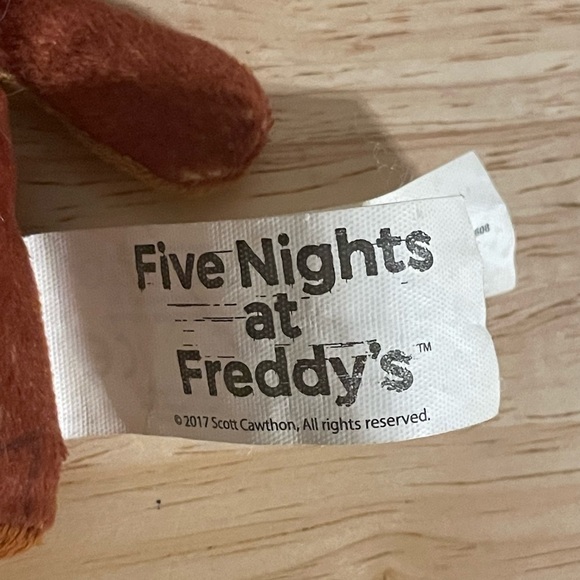 Five Nights
at
Freddy's™
©2017 Scott Cawthon, All rights reserved.